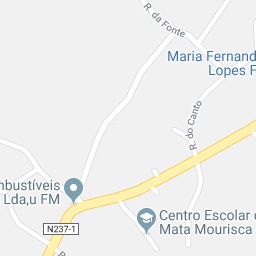 R. da Fonte
Maria Fernand
Lopes F
R. do Canto
mbustíveis
Lda,u FM
N237-1
Centro Escolar d
Mata Mourisca